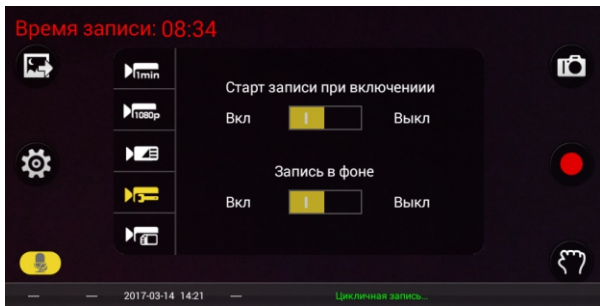 Время записи: 08:34
1min
1080p
Старт записи при включениии
Вкл
Выкл
Запись в фоне
Вкл
Выкл
---- ---- 2017-03-14 14:21 ---- Цикличная запись...